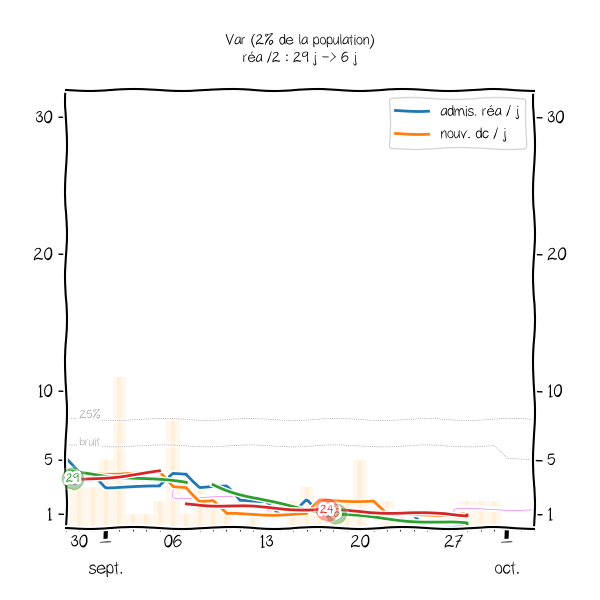 Var (2% de la population)
réa /2 : 29 j -> 6 j
admis. réa / j
nouv. dc / j
30
30
20
20
10
10
25%
bruit
5
5
29
24
1
1
30
06
13
20
27
sept.
oct.